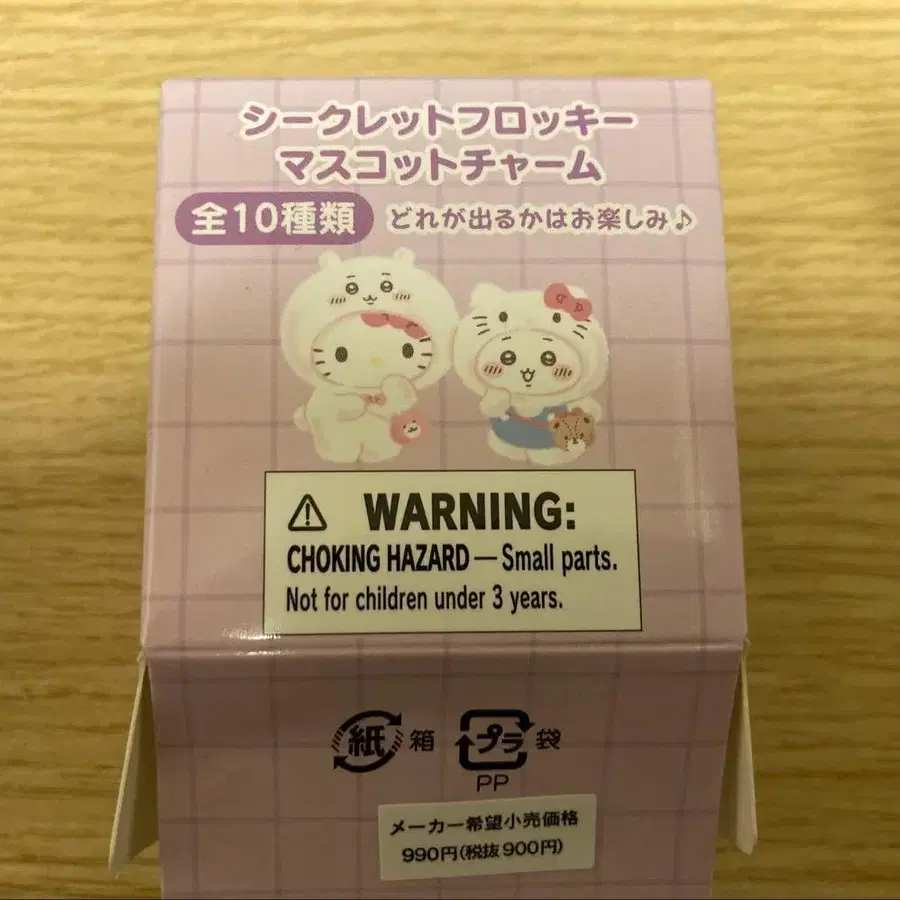 シークレットフロッキー
マスコットチャーム
全10種類 どれが出るかはお楽しみ♪
⚠ WARNING:
CHOKING HAZARD — Small parts.
Not for children under 3 years.
紙 箱 プラ 袋
PP
メーカー希望小売価格
990円(税抜900円)